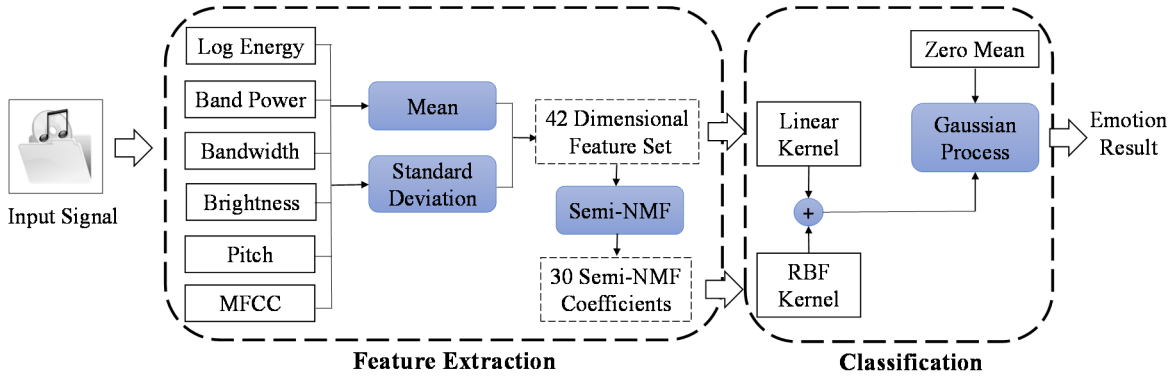 Input Signal
Log Energy
Band Power
Bandwidth
Brightness
Pitch
MFCC
Mean
Standard
Deviation
42 Dimensional
Feature Set
Semi-NMF
30 Semi-NMF
Coefficients
Feature Extraction
Linear
Kernel
+
RBF
Kernel
Zero Mean
Gaussian
Process
Classification
Emotion
Result